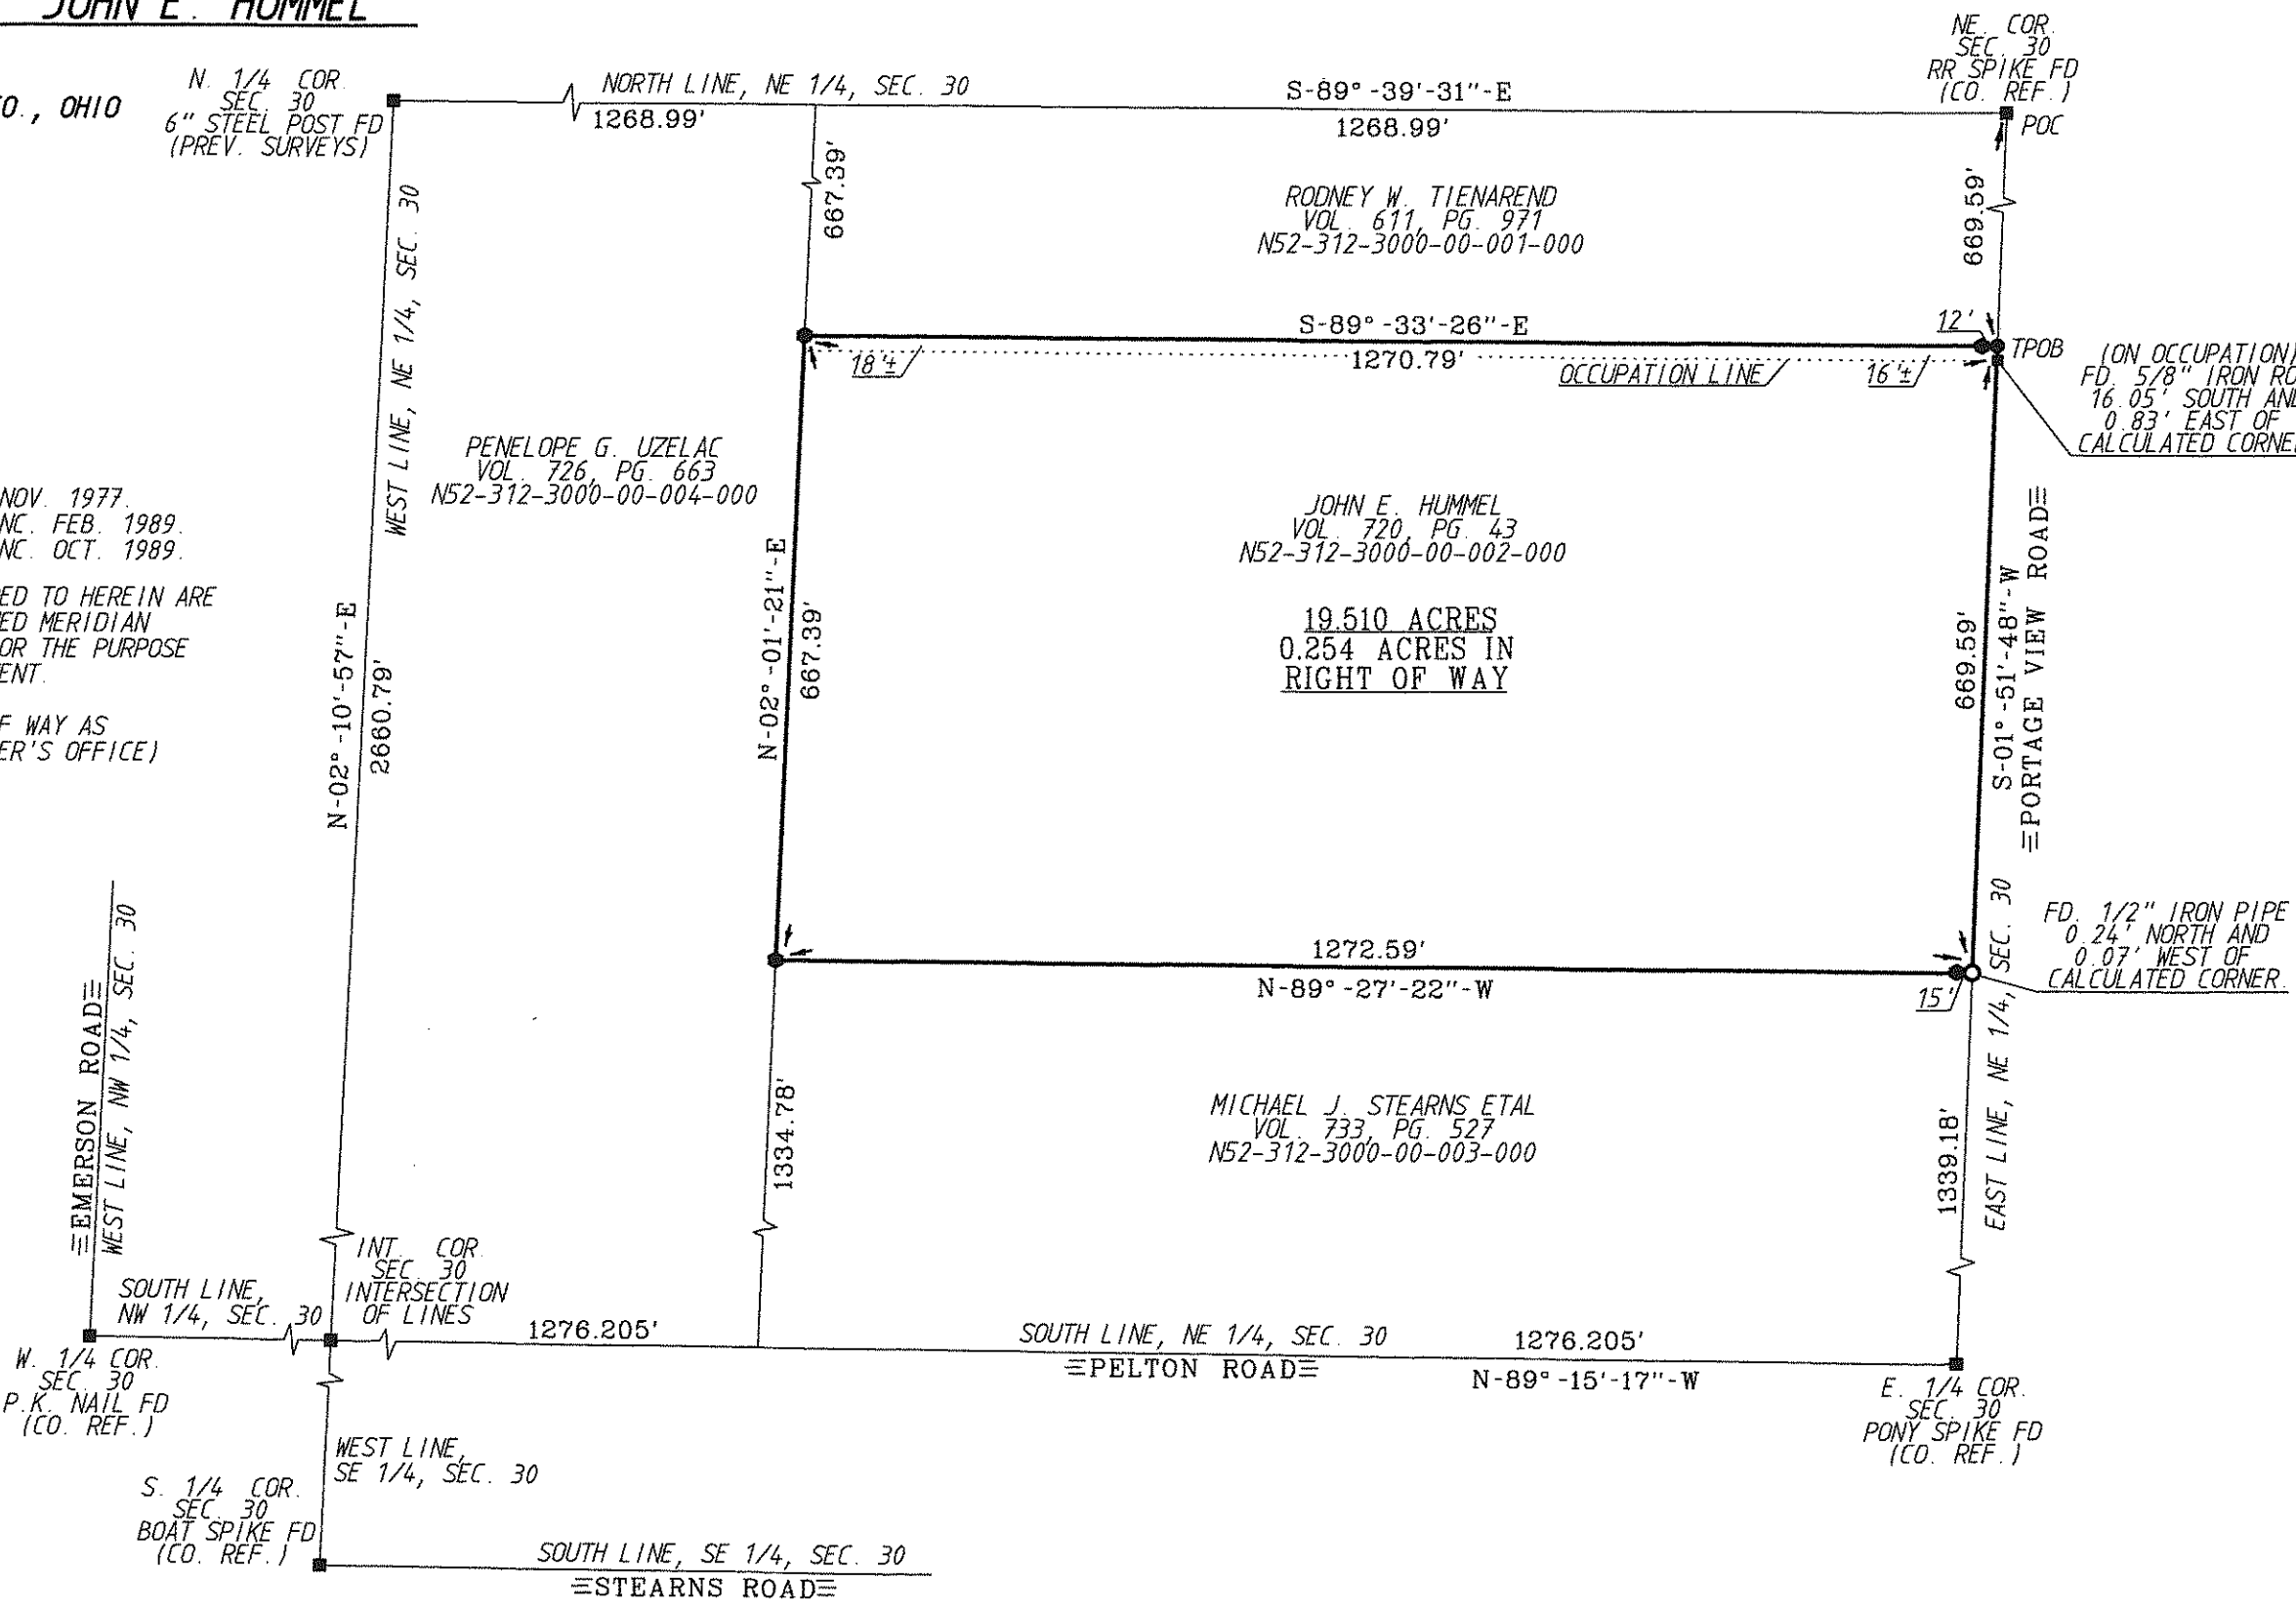 JOHN E. HUMMEL
CO., OHIO
N. 1/4 COR.
SEC. 30
6" STEEL POST FD
(PREV. SURVEYS)
NORTH LINE, NE 1/4, SEC. 30
1268.99'
S-89°-39'-31"-E
1268.99'
NE. COR.
SEC. 30
RR SPIKE FD
(CO. REF.)
POC
667.39'
669.59'
RODNEY W. TIENAREND
VOL. 611, PG. 971
N52-312-3000-00-001-000
WEST LINE, NE 1/4, SEC. 30
S-89°-33'-26"-E
1270.79'
12'
TPOB
18'±
OCCUPATION LINE
16'±
(ON OCCUPATION)
FD. 5/8" IRON RO
16.05' SOUTH AND
0.83' EAST OF
CALCULATED CORNER
PENELOPE G. UZELAC
VOL. 726, PG. 663
N52-312-3000-00-004-000
NOV. 1977.
NC. FEB. 1989.
NC. OCT. 1989.
ED TO HEREIN ARE
ED MERIDIAN
OR THE PURPOSE
ENT.
F WAY AS
ER'S OFFICE)
JOHN E. HUMMEL
VOL. 720, PG. 43
N52-312-3000-00-002-000
19.510 ACRES
0.254 ACRES IN
RIGHT OF WAY
N-02°-10'-57"-E
2660.79'
N-02°-01'-21"-E
667.39'
669.59'
S-01°-51'-48"-W
PORTAGE VIEW ROAD
1272.59'
N-89°-27'-22"-W
15'
FD. 1/2" IRON PIPE
0.24' NORTH AND
0.07' WEST OF
CALCULATED CORNER.
EMERSON ROAD
WEST LINE, NW 1/4, SEC. 30
1334.78'
MICHAEL J. STEARNS ETAL
VOL. 733, PG. 527
N52-312-3000-00-003-000
1339.18'
EAST LINE, NE 1/4, SEC. 30
INT. COR.
SEC. 30
INTERSECTION
OF LINES
SOUTH LINE,
NW 1/4, SEC. 30
1276.205'
SOUTH LINE, NE 1/4, SEC. 30
PELTON ROAD
1276.205'
N-89°-15'-17"-W
W. 1/4 COR.
SEC. 30
P.K. NAIL FD
(CO. REF.)
E. 1/4 COR.
SEC. 30
PONY SPIKE FD
(CO. REF.)
WEST LINE,
SE 1/4, SEC. 30
S. 1/4 COR.
SEC. 30
BOAT SPIKE FD
(CO. REF.)
SOUTH LINE, SE 1/4, SEC. 30
STEARNS ROAD